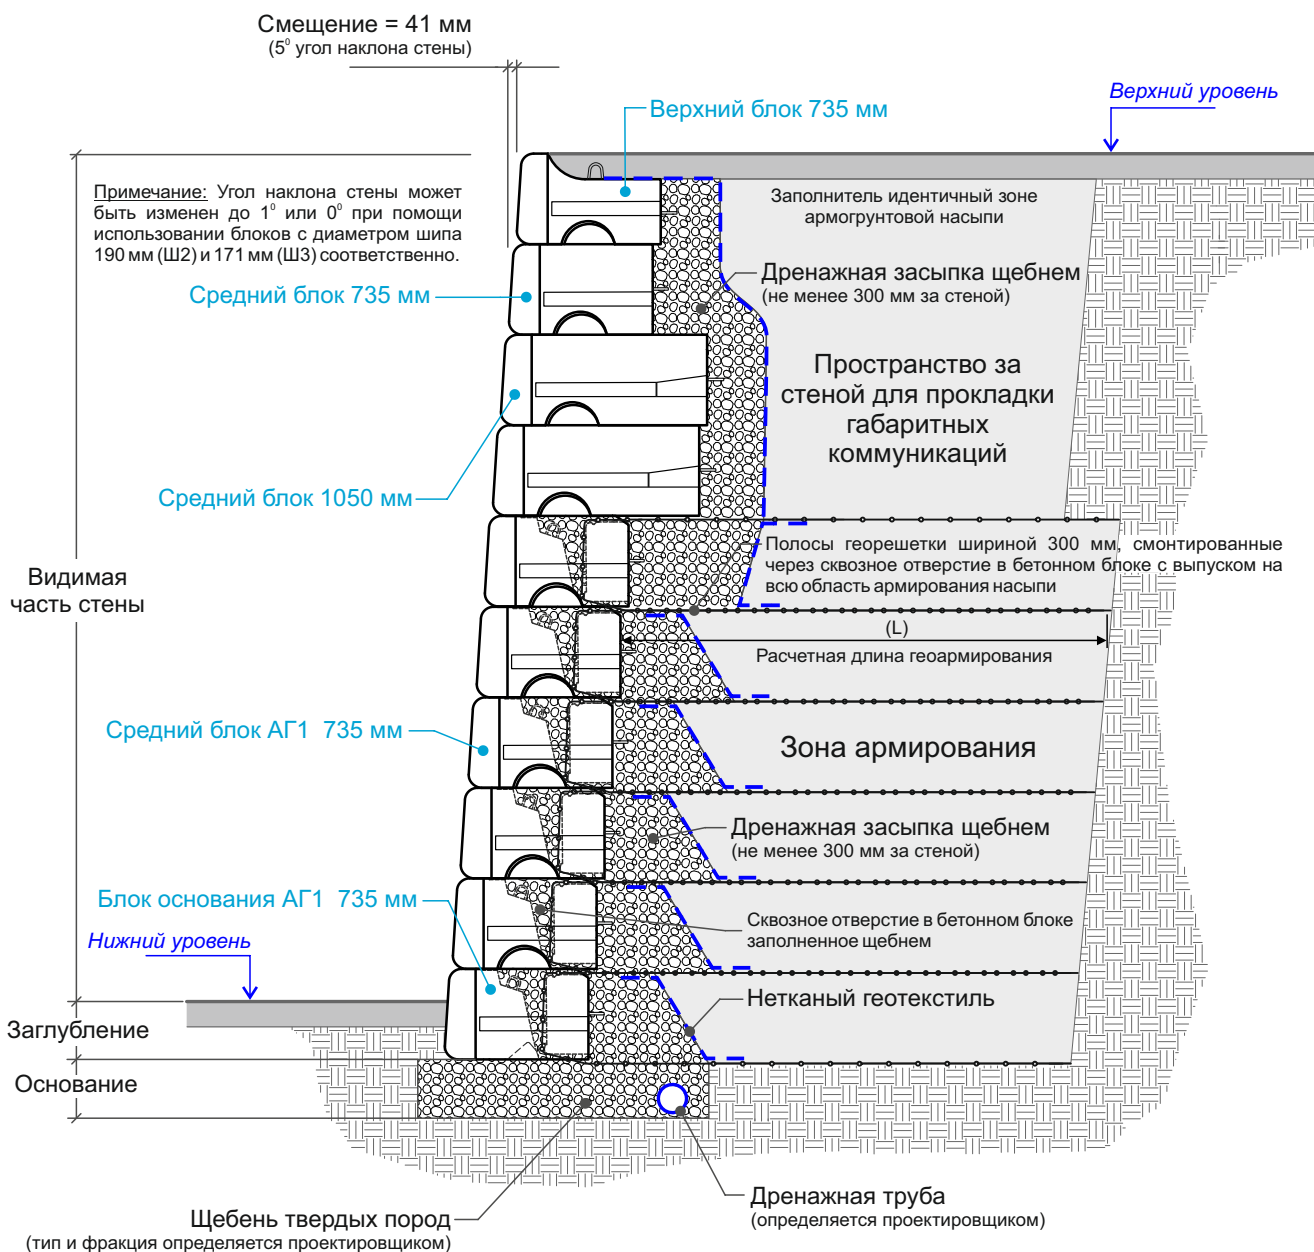 Смещение = 41 мм
(5⁰ угол наклона стены)
Верхний блок 735 мм
Верхний уровень
Примечание: Угол наклона стены может
быть изменен до 1⁰ или 0⁰ при помощи
использовании блоков с диаметром шипа
190 мм (Ш2) и 171 мм (Ш3) соответственно.
Заполнитель идентичный зоне
армогрунтовой насыпи
Дренажная засыпка щебнем
(не менее 300 мм за стеной)
Средний блок 735 мм
Пространство за
стеной для прокладки
габаритных
коммуникаций
Средний блок 1050 мм
Полосы георешетки шириной 300 мм, смонтированные
через сквозное отверстие в бетонном блоке с выпуском на
всю область армирования насыпи
Видимая
часть стены
(L)
Расчетная длина геоармирования
Средний блок АГ1 735 мм
Зона армирования
Дренажная засыпка щебнем
(не менее 300 мм за стеной)
Блок основания АГ1 735 мм
Сквозное отверстие в бетонном блоке
заполненное щебнем
Нижний уровень
Нетканый геотекстиль
Заглубление
Основание
Дренажная труба
(определяется проектировщиком)
Щебень твердых пород
(тип и фракция определяется проектировщиком)